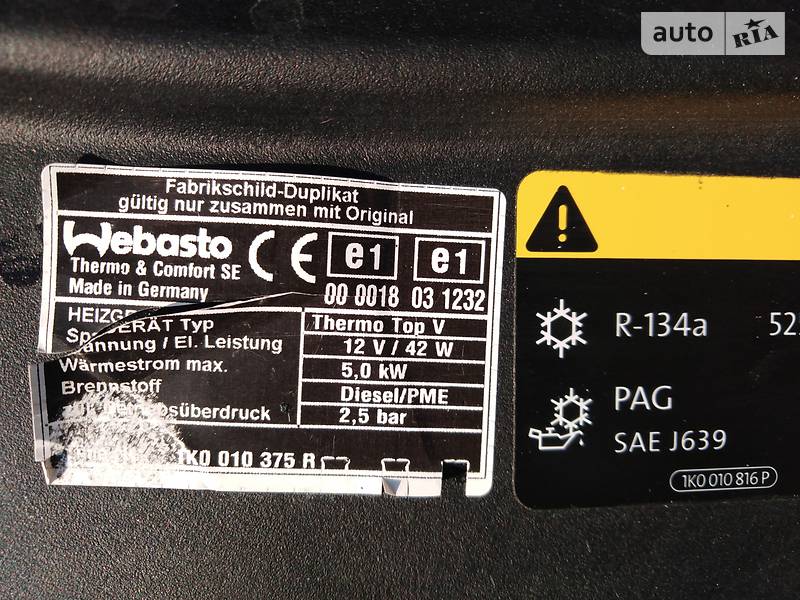 auto RIA
Fabrikschild-Duplikat
gültig nur zusammen mit Original
Webasto
Thermo & Comfort SE
Made in Germany
CE
e1 e1
00 0018 03 1232
HEIZGERÄT Typ Thermo Top V
Spannung / El. Leistung 12 V / 42 W
Wärmestrom max. 5,0 kW
Brennstoff Diesel/PME
2,5 bar
1K0 010 375 R
R-134a 52
PAG
SAE J639
1K0 010 816 P